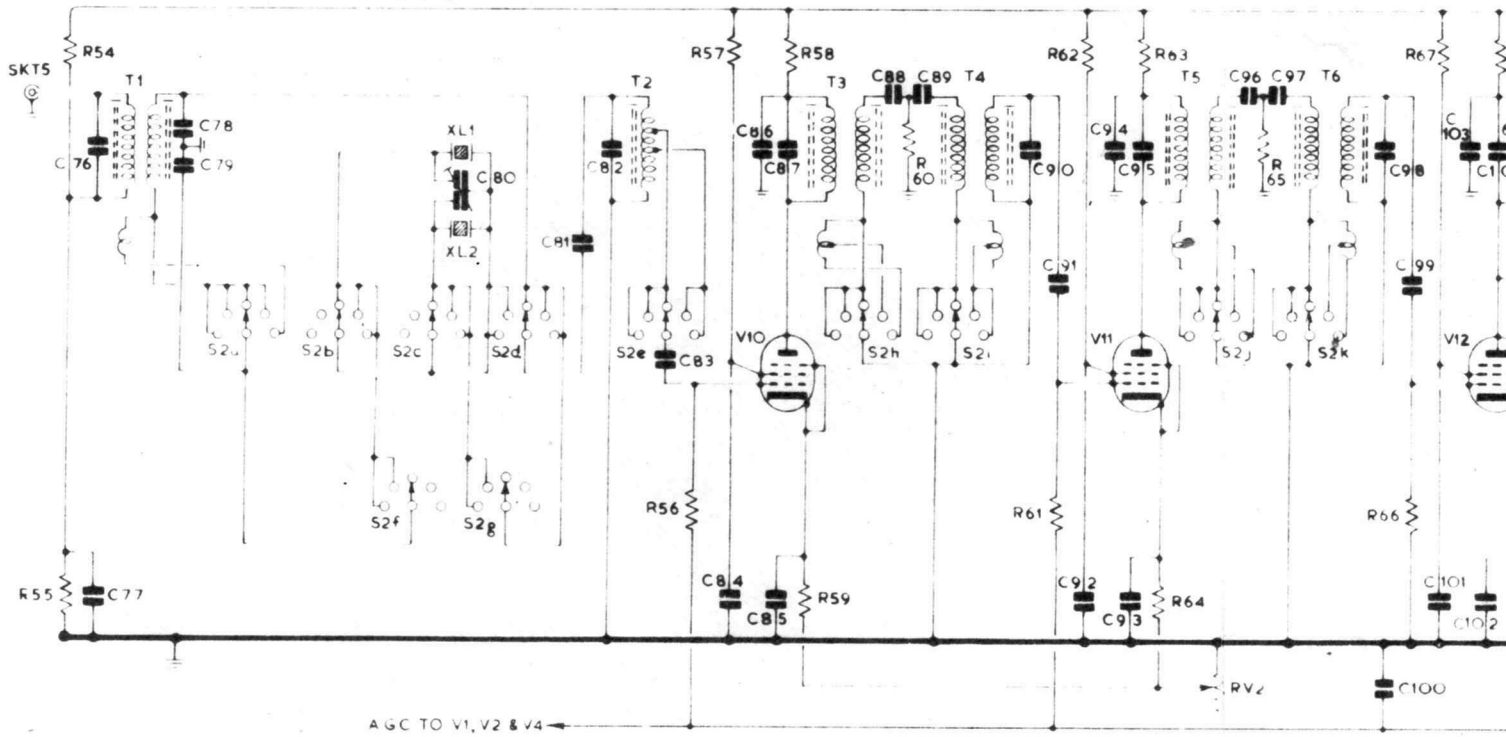 R54
R57
R58
R62
R63
R67
SKT5
T1
T2
T3
C88
C89
T4
T5
C96
C97
T6
C78
C76
C79
XL1
C80
XL2
C81
C82
C86
C87
R
60
C90
C94
C95
R
65
C98
C
103
C91
C99
S2b
S2c
S2d
S2e
C83
V10
S2h
V11
S2j
S2k
V12
S2f
S2g
R56
R61
R66
R55
C77
C84
C85
R59
C92
C93
R64
C101
C102
RV2
C100
AGC TO V1, V2 & V4